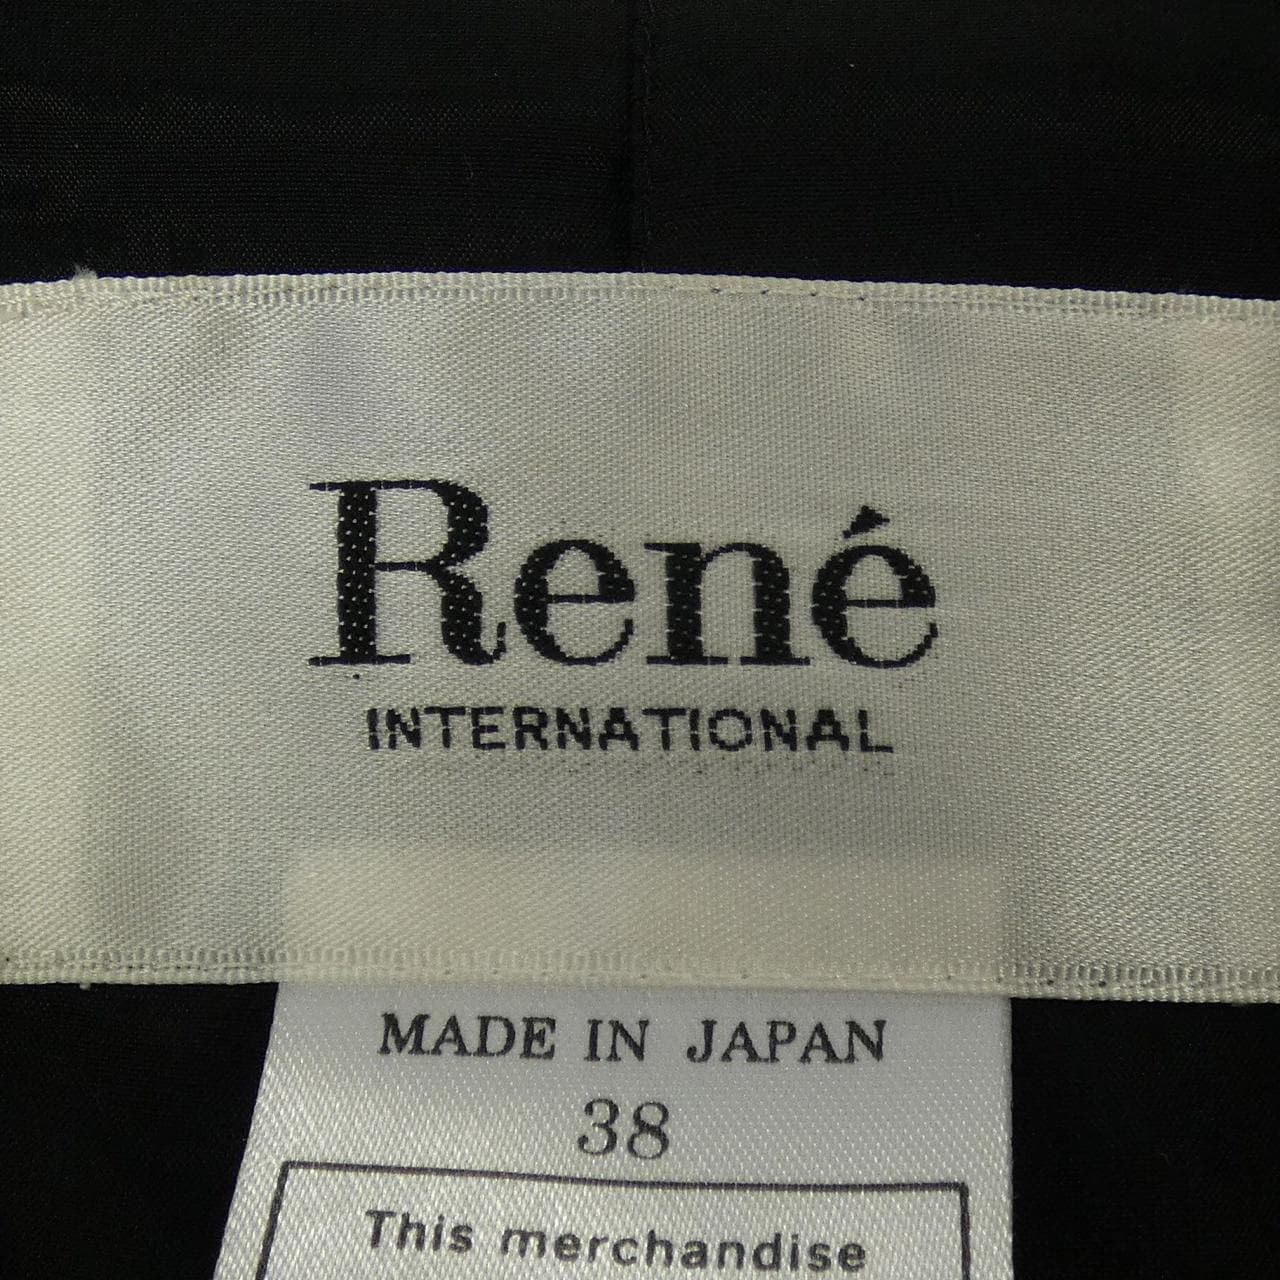 René
INTERNATIONAL
MADE IN JAPAN
38
This merchandise